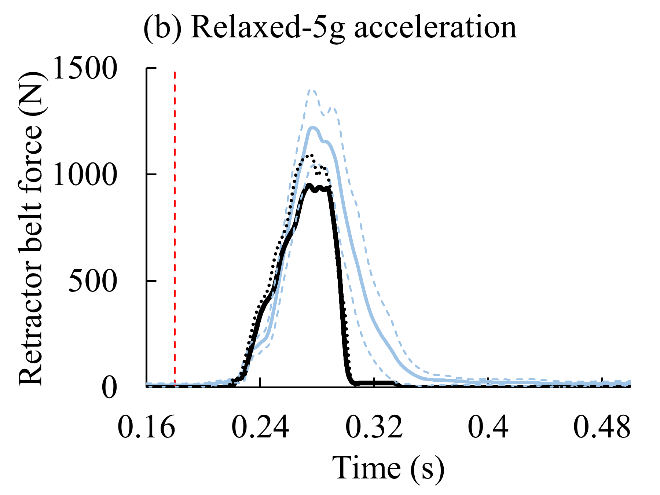 (b) Relaxed-5g acceleration
Retractor belt force (N)
1500
1000
500
0
0.16 0.24 0.32 0.4 0.48
Time (s)